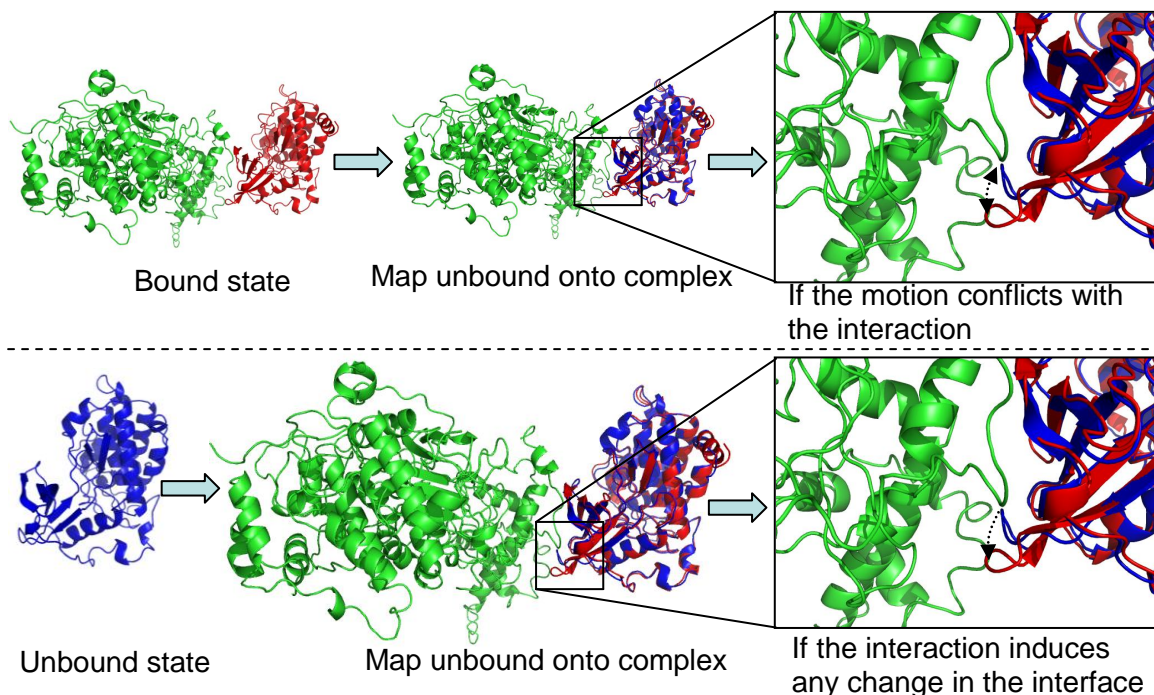 Bound state
Map unbound onto complex
If the motion conflicts with
the interaction
Unbound state
Map unbound onto complex
If the interaction induces
any change in the interface